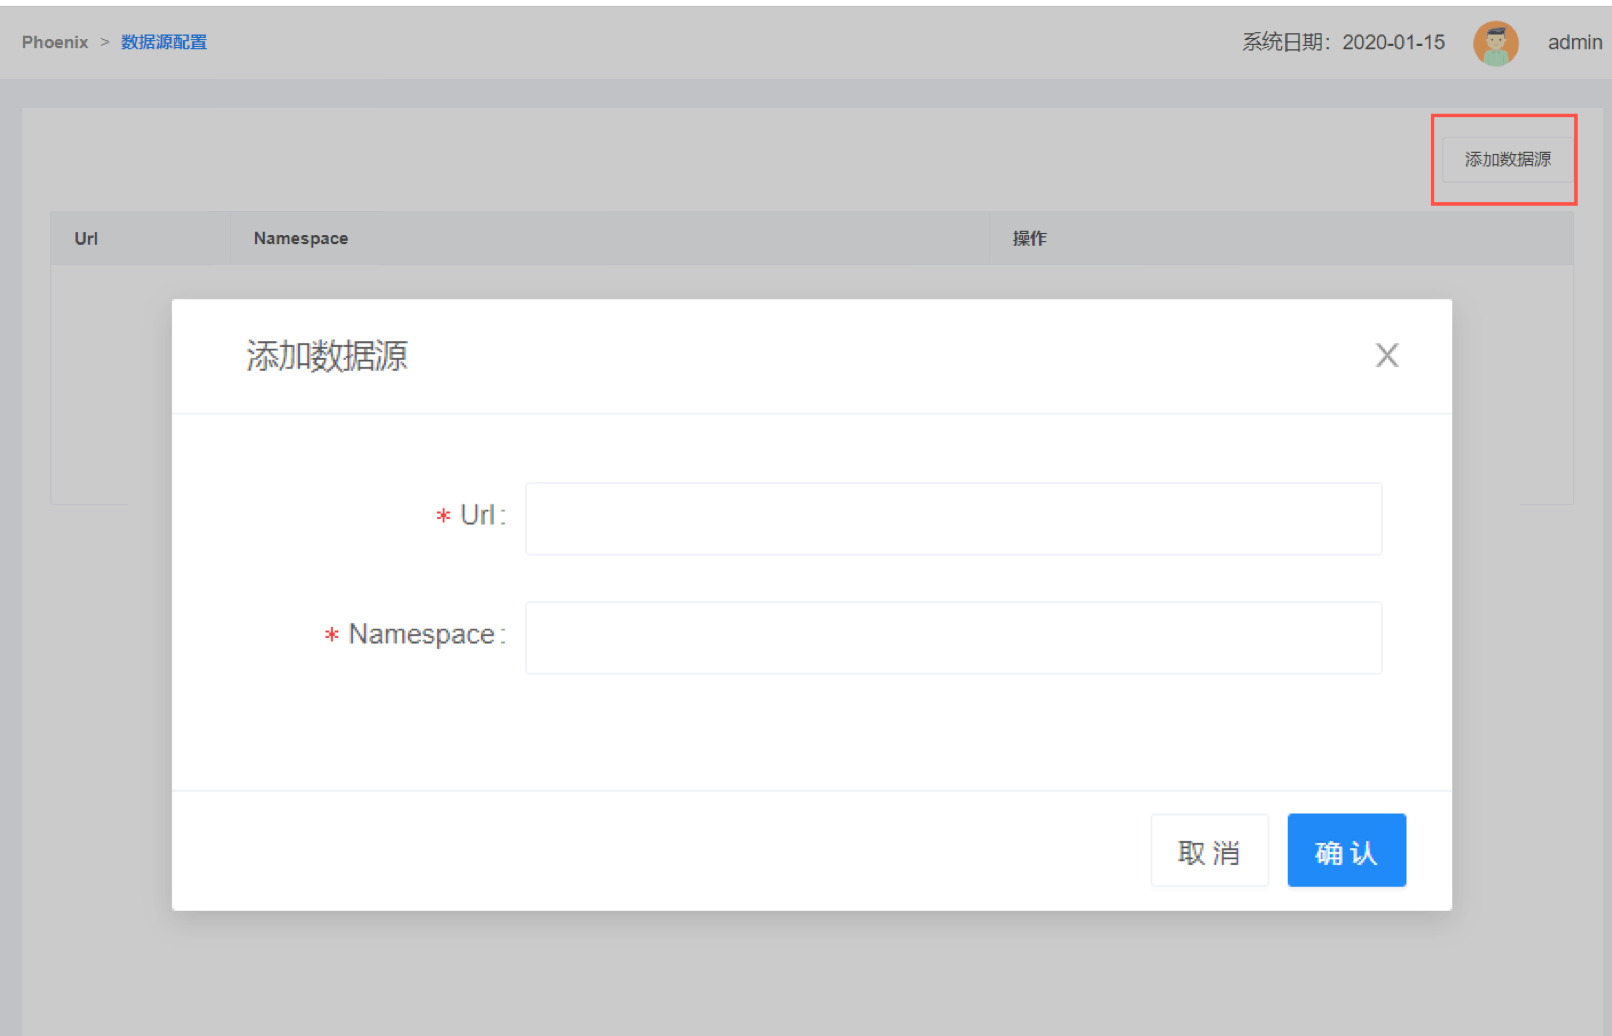 Phoenix > 数据源配置 系统日期：2020-01-15 admin
添加数据源
Url Namespace 操作
添加数据源 X
* Url :
* Namespace :
取 消 确 认